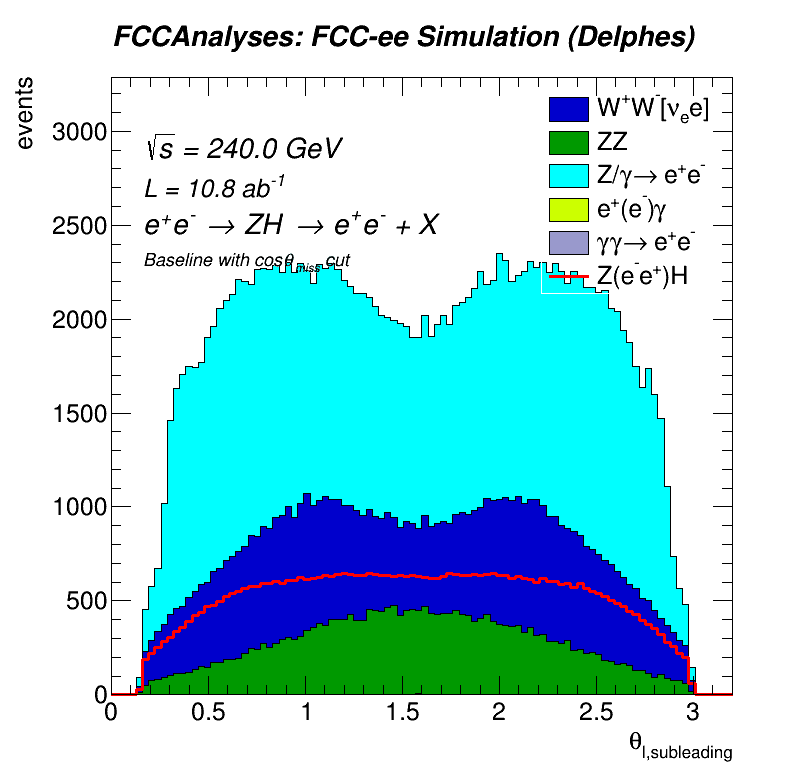 FCCAnalyses: FCC-ee Simulation (Delphes)
events
√s = 240.0 GeV
L = 10.8 ab⁻¹
e⁺e⁻ → ZH → e⁺e⁻ + X
Baseline with cosθ_miss cut
W⁺W⁻[νₑe]
ZZ
Z/γ→ e⁺e⁻
e⁺(e⁻)γ
γγ→ e⁺e⁻
Z(e⁻e⁺)H
3000
2500
2000
1500
1000
500
0
0 0.5 1 1.5 2 2.5 3
θ_l,subleading